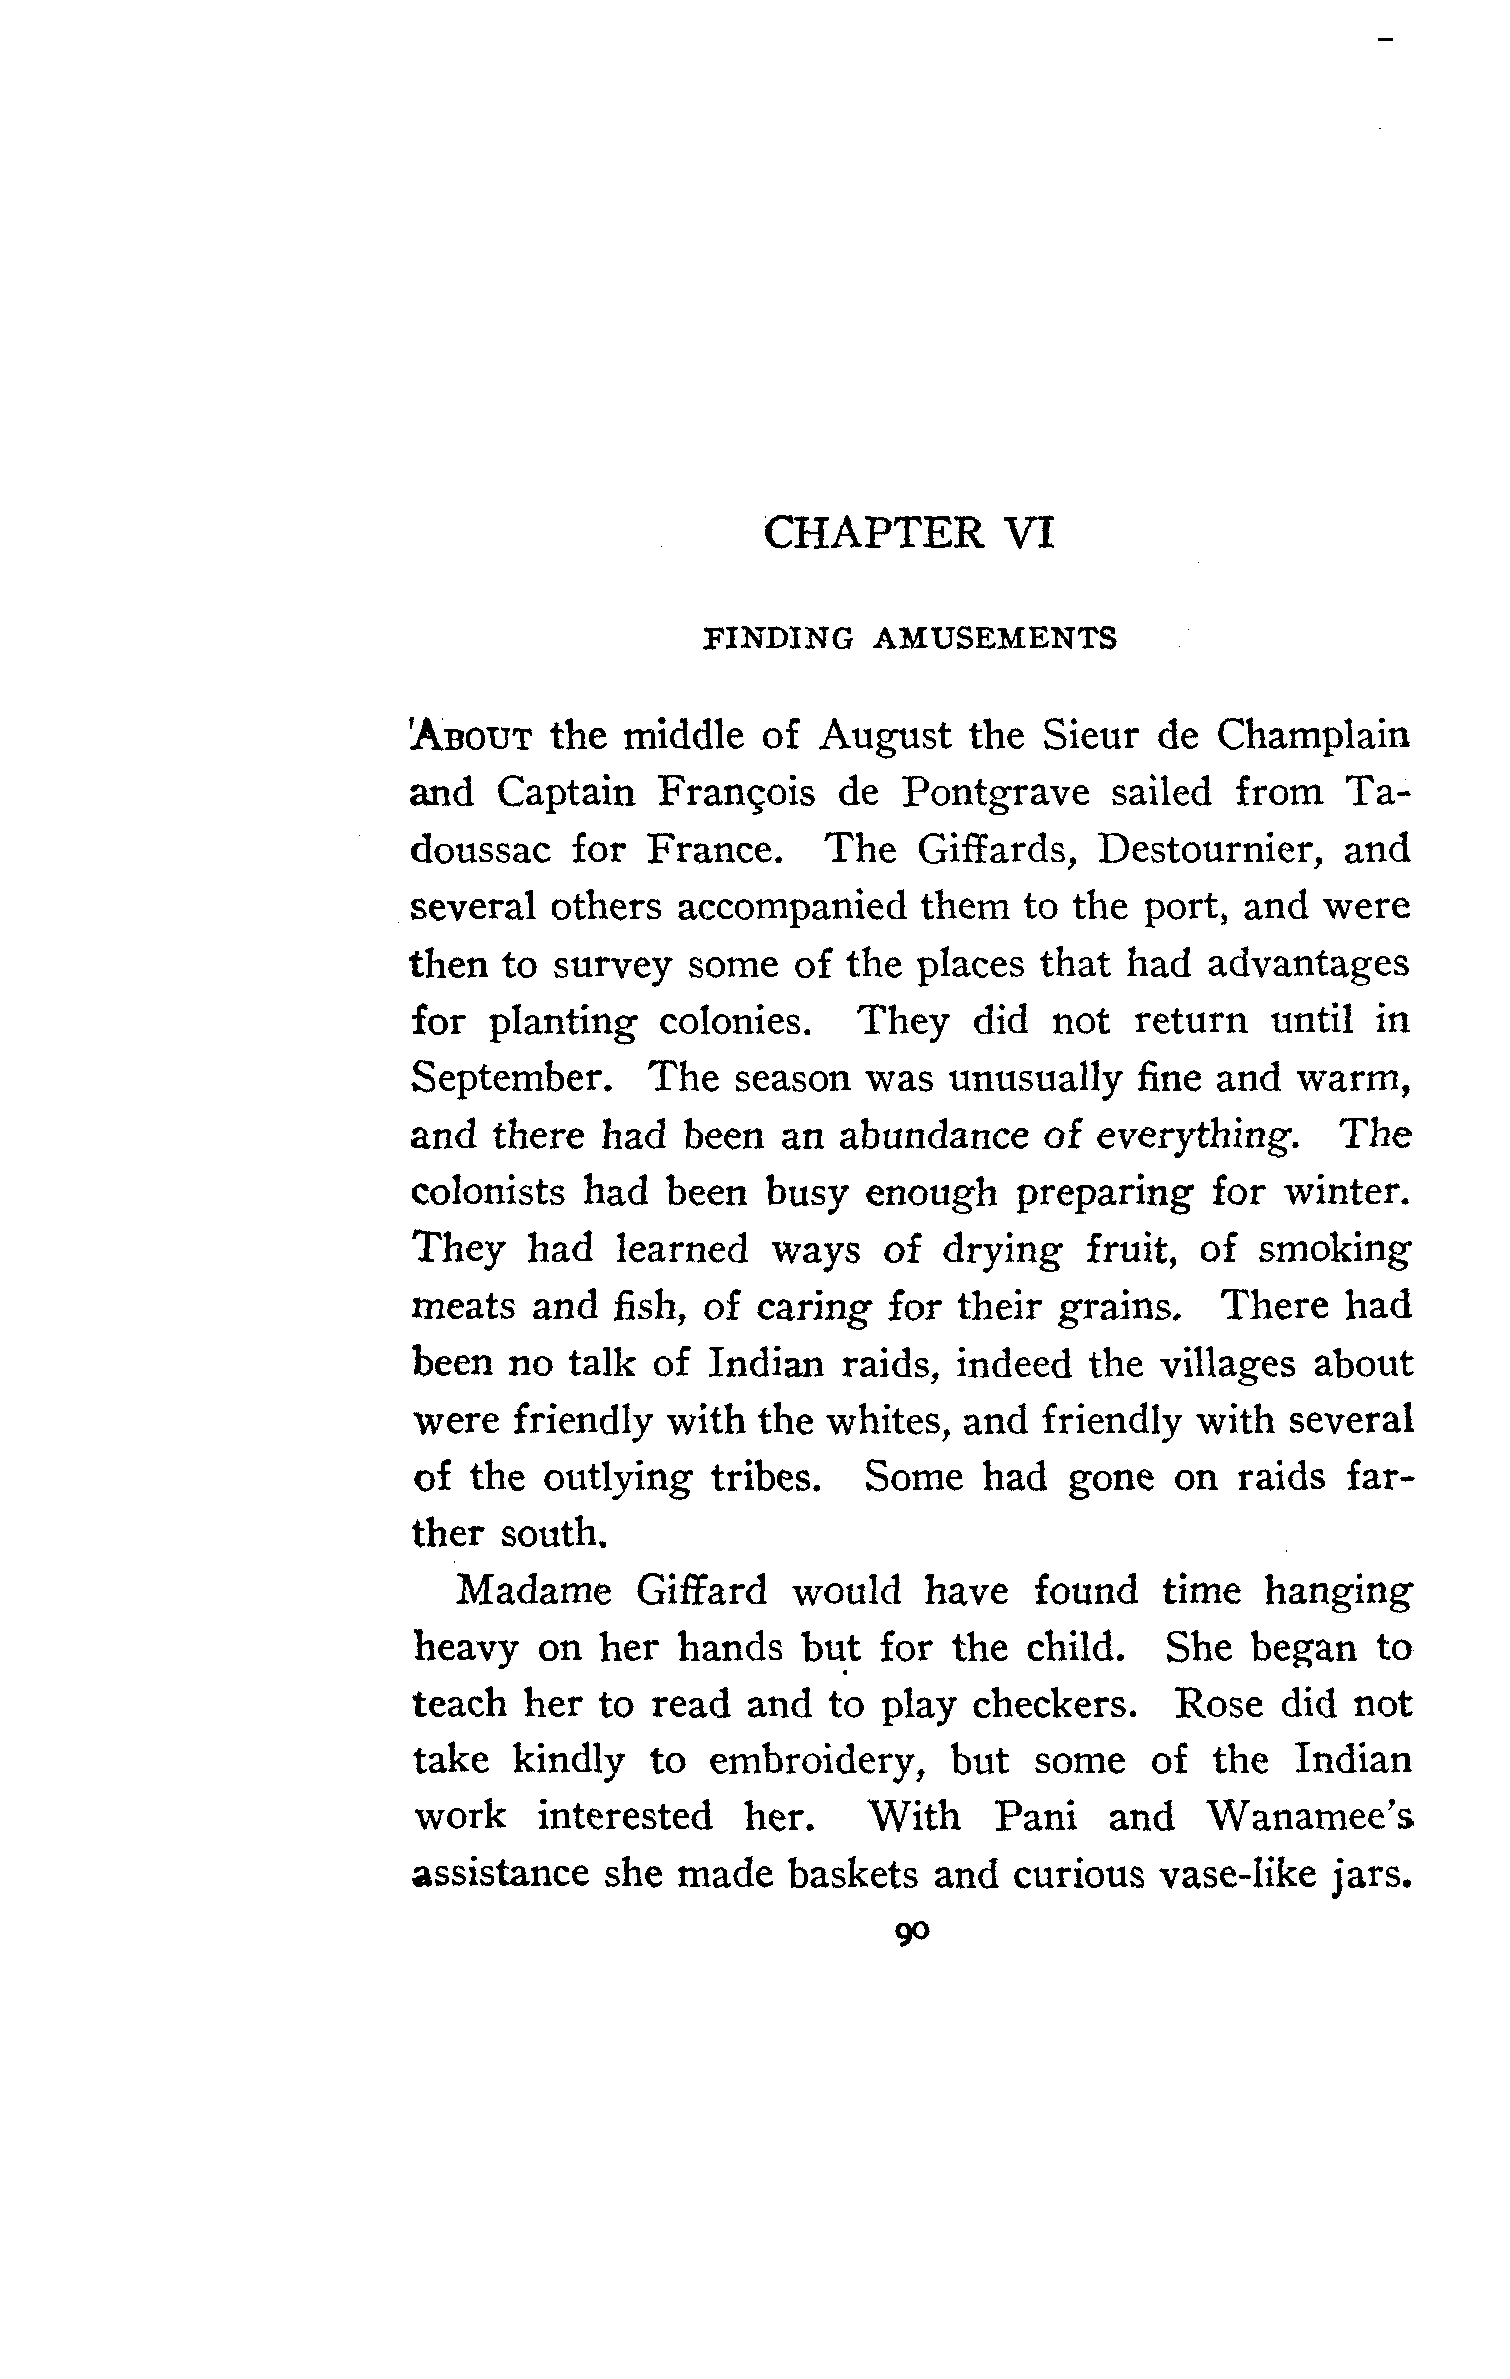 CHAPTER VI
FINDING AMUSEMENTS
ABOUT the middle of August the Sieur de Champlain
and Captain François de Pontgrave sailed from Ta-
doussac for France. The Giffards, Destournier, and
several others accompanied them to the port, and were
then to survey some of the places that had advantages
for planting colonies. They did not return until in
September. The season was unusually fine and warm,
and there had been an abundance of everything. The
colonists had been busy enough preparing for winter.
They had learned ways of drying fruit, of smoking
meats and fish, of caring for their grains. There had
been no talk of Indian raids, indeed the villages about
were friendly with the whites, and friendly with several
of the outlying tribes. Some had gone on raids far-
ther south.
Madame Giffard would have found time hanging
heavy on her hands but for the child. She began to
teach her to read and to play checkers. Rose did not
take kindly to embroidery, but some of the Indian
work interested her. With Pani and Wanamee's
assistance she made baskets and curious vase-like jars.
90